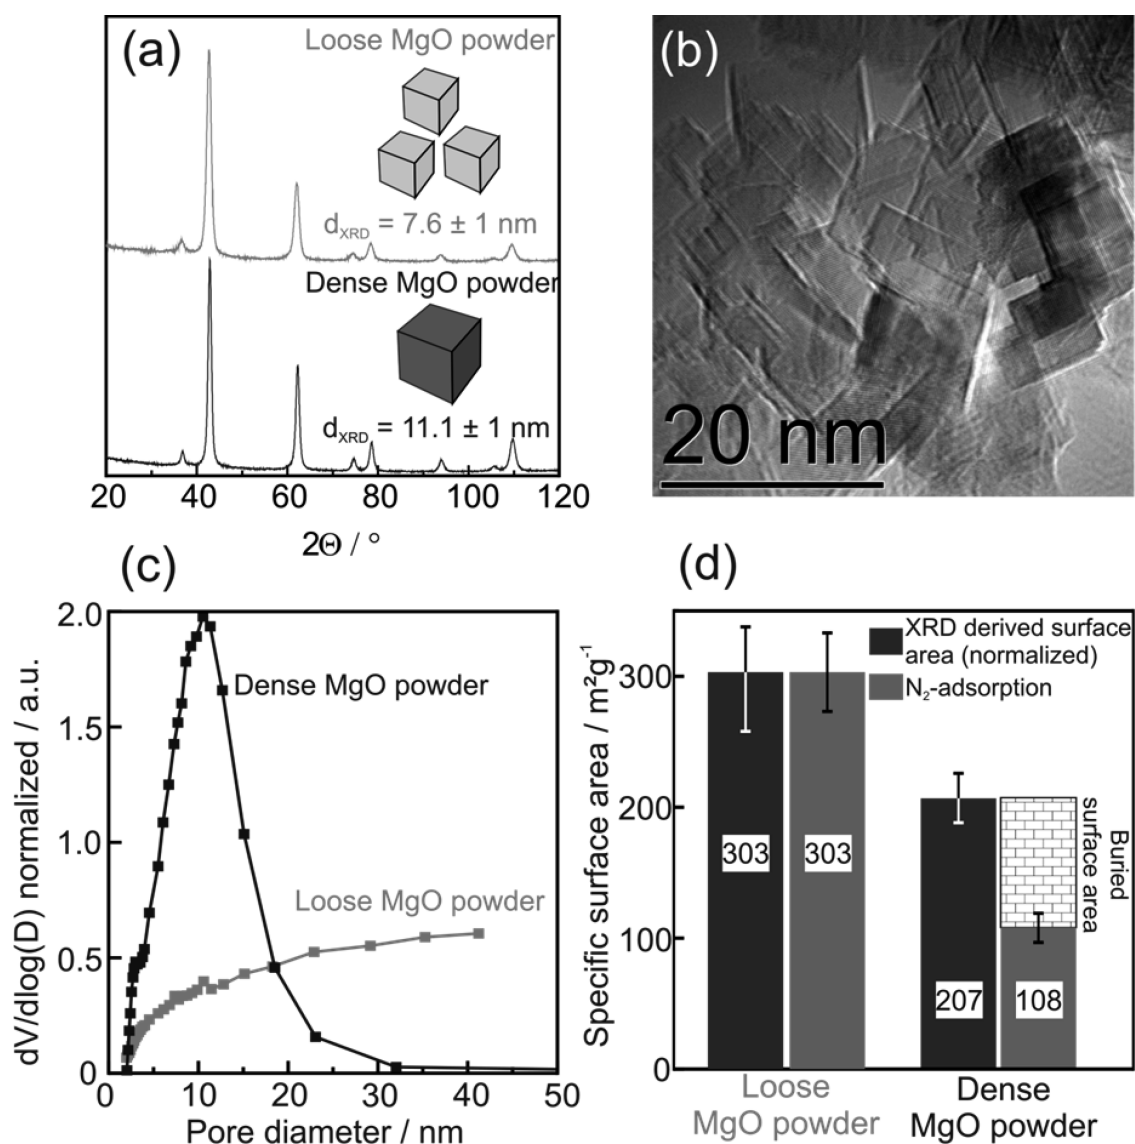 (a)
Loose MgO powder
dXRD = 7.6 ± 1 nm
Dense MgO powder
dXRD = 11.1 ± 1 nm
20 40 60 80 100 120
2Θ / °
(b)
20 nm
(c)
dV/dlog(D) normalized / a.u.
2.0
1.5
1.0
0.5
0
Dense MgO powder
Loose MgO powder
0 10 20 30 40 50
Pore diameter / nm
(d)
Specific surface area / m²g⁻¹
300
200
100
0
XRD derived surface
area (normalized)
N₂-adsorption
303
303
207
108
Buried
surface area
Loose
MgO powder
Dense
MgO powder